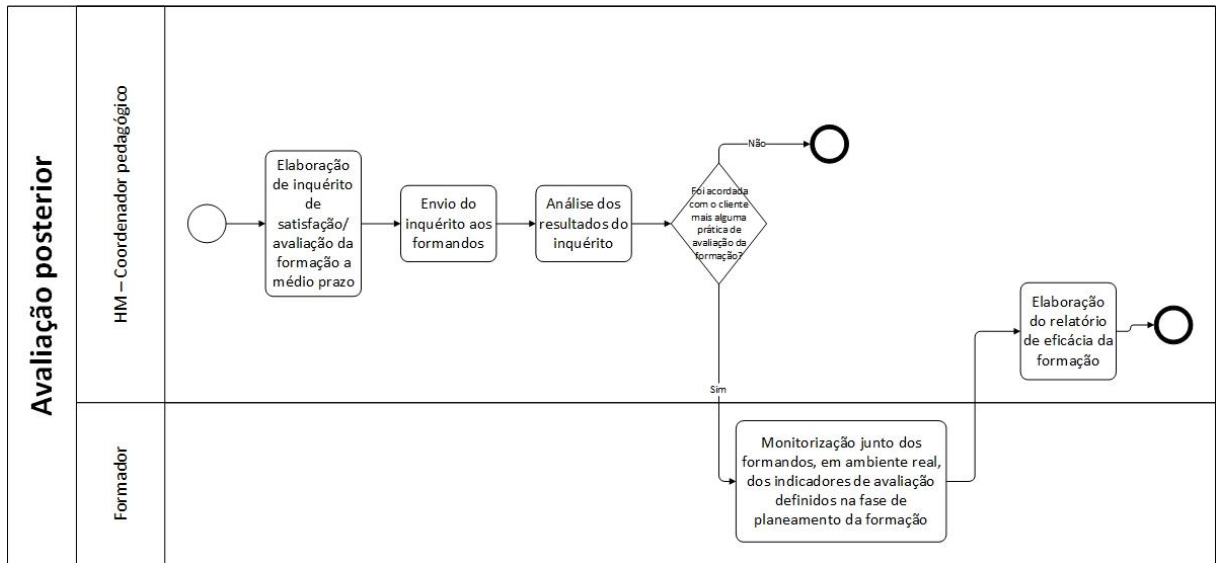 Avaliação posterior
HM – Coordenador pedagógico
Elaboração
de inquérito
de
satisfação/
avaliação da
formação a
médio prazo
Envio do
inquérito aos
formandos
Análise dos
resultados do
inquérito
Foi acordada
com o cliente
mais alguma
prática de
avaliação da
formação?
Não
Sim
Elaboração
do relatório
de eficácia da
formação
Formador
Monitorização junto dos
formandos, em ambiente real,
dos indicadores de avaliação
definidos na fase de
planeamento da formação